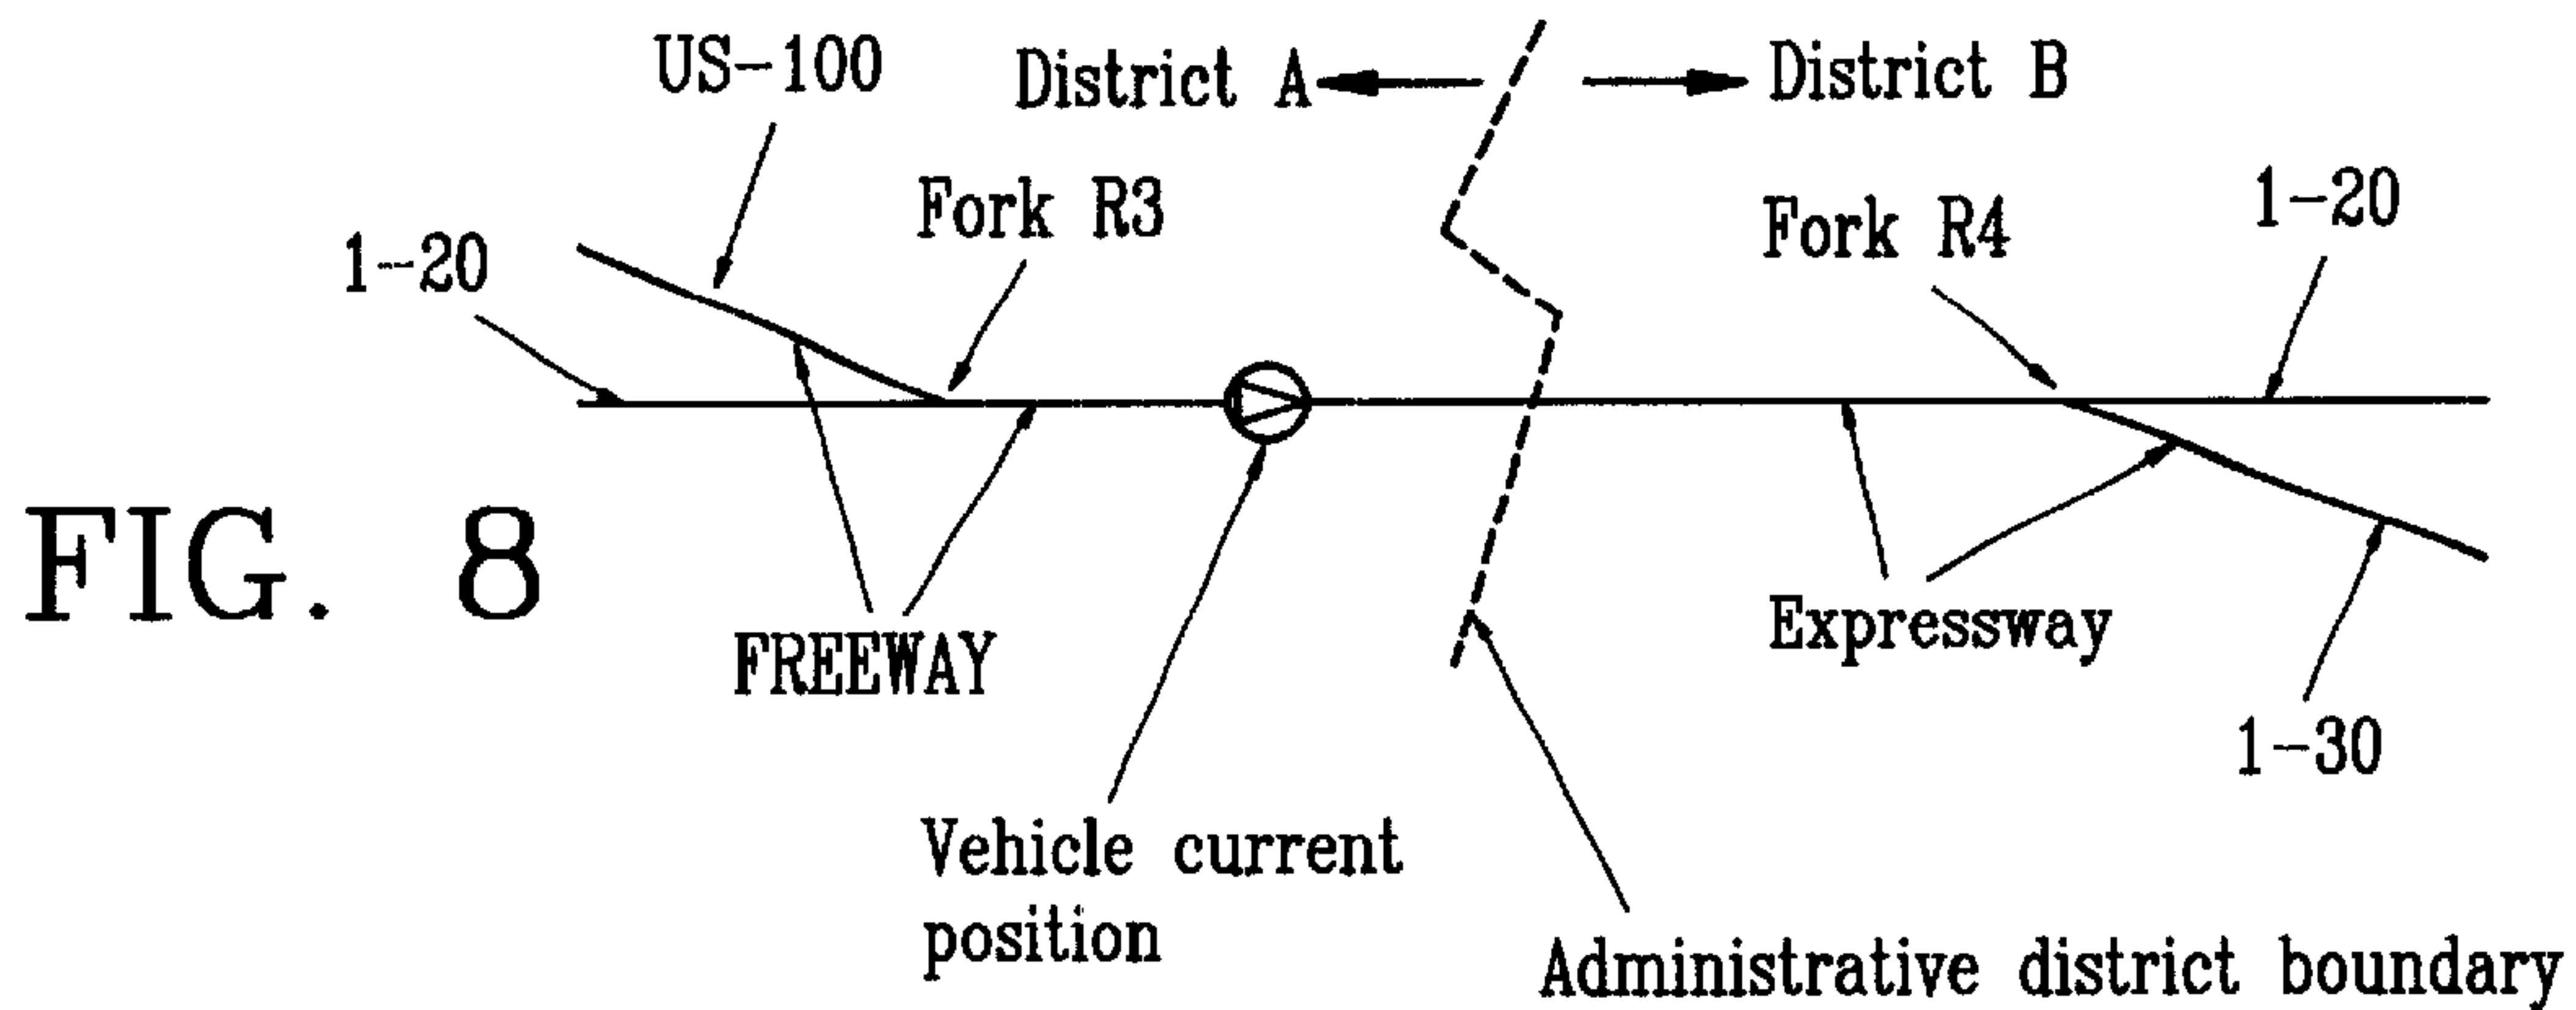 US-100
District A
District B
Fork R3
1-20
Fork R4
1-20
FIG. 8
FREEWAY
Expressway
1-30
Vehicle current
position
Administrative district boundary